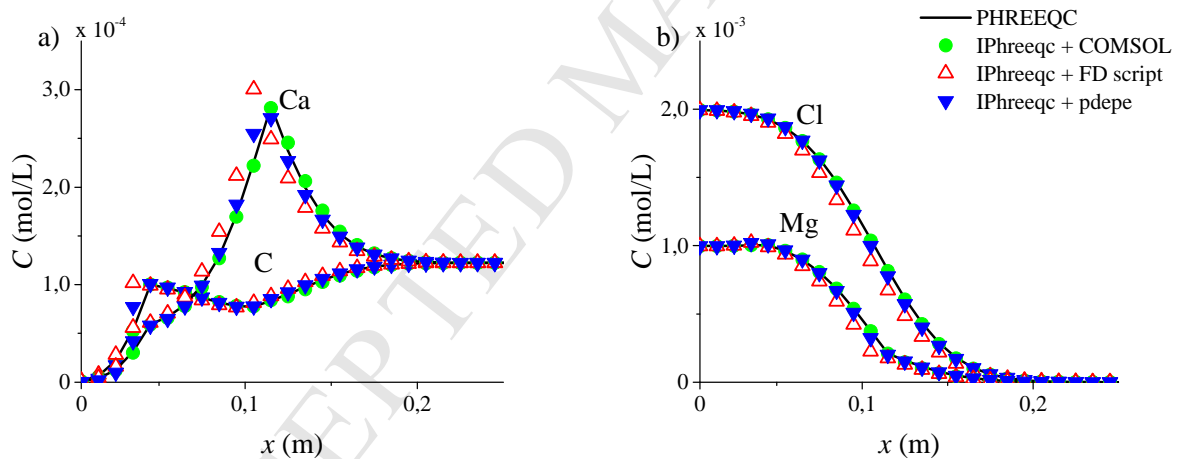 a)
x 10⁻⁴
C (mol/L)
3,0
2,0
1,0
0
0
0,1
0,2
x (m)
Ca
C
b)
x 10⁻³
C (mol/L)
2.0
1.0
0
0
0,1
0,2
x (m)
Cl
Mg
PHREEQC
IPhreeqc + COMSOL
IPhreeqc + FD script
IPhreeqc + pdepe
EPTED MA